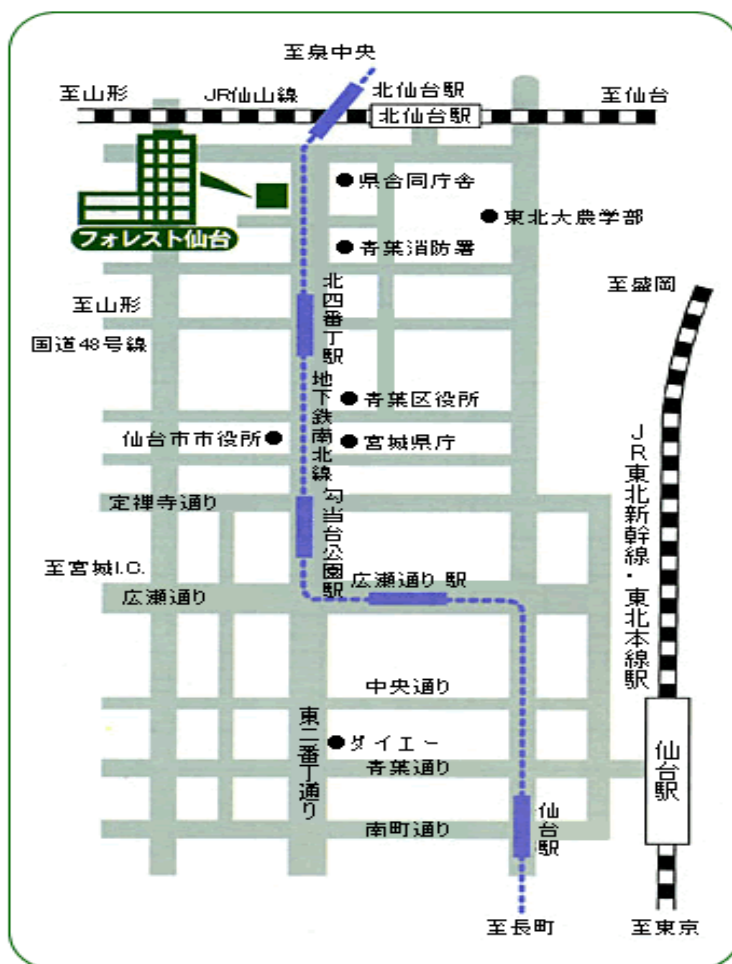 至泉中央
至山形
JR仙山線
北仙台駅
至仙台
北仙台駅
県合同庁舎
東北大農学部
フォレスト仙台
青葉消防署
至盛岡
至山形
北四番丁駅
国道48号線
地下鉄南北線
青葉区役所
仙台市市役所
宮城県庁
JR東北新幹線・東北本線駅
定禅寺通り
勾当台公園駅
至宮城I.C.
広瀬通り 駅
広瀬通り
中央通り
東二番丁通り
ダイエー
仙台駅
青葉通り
仙台駅
南町通り
至長町
至東京